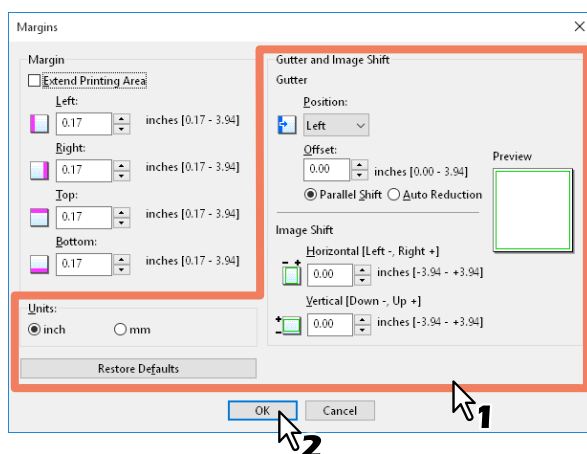 Margins
Margin
Extend Printing Area
Left:
0.17 inches [0.17 - 3.94]
Right:
0.17 inches [0.17 - 3.94]
Top:
0.17 inches [0.17 - 3.94]
Bottom:
0.17 inches [0.17 - 3.94]
Units:
inch mm
Restore Defaults
Gutter and Image Shift
Gutter
Position:
Left
Offset:
0.00 inches [0.00 - 3.94]
Parallel Shift Auto Reduction
Preview
Image Shift
Horizontal [Left -, Right +]
0.00 inches [-3.94 - +3.94]
Vertical [Down -, Up +]
0.00 inches [-3.94 - +3.94]
1
OK Cancel
2